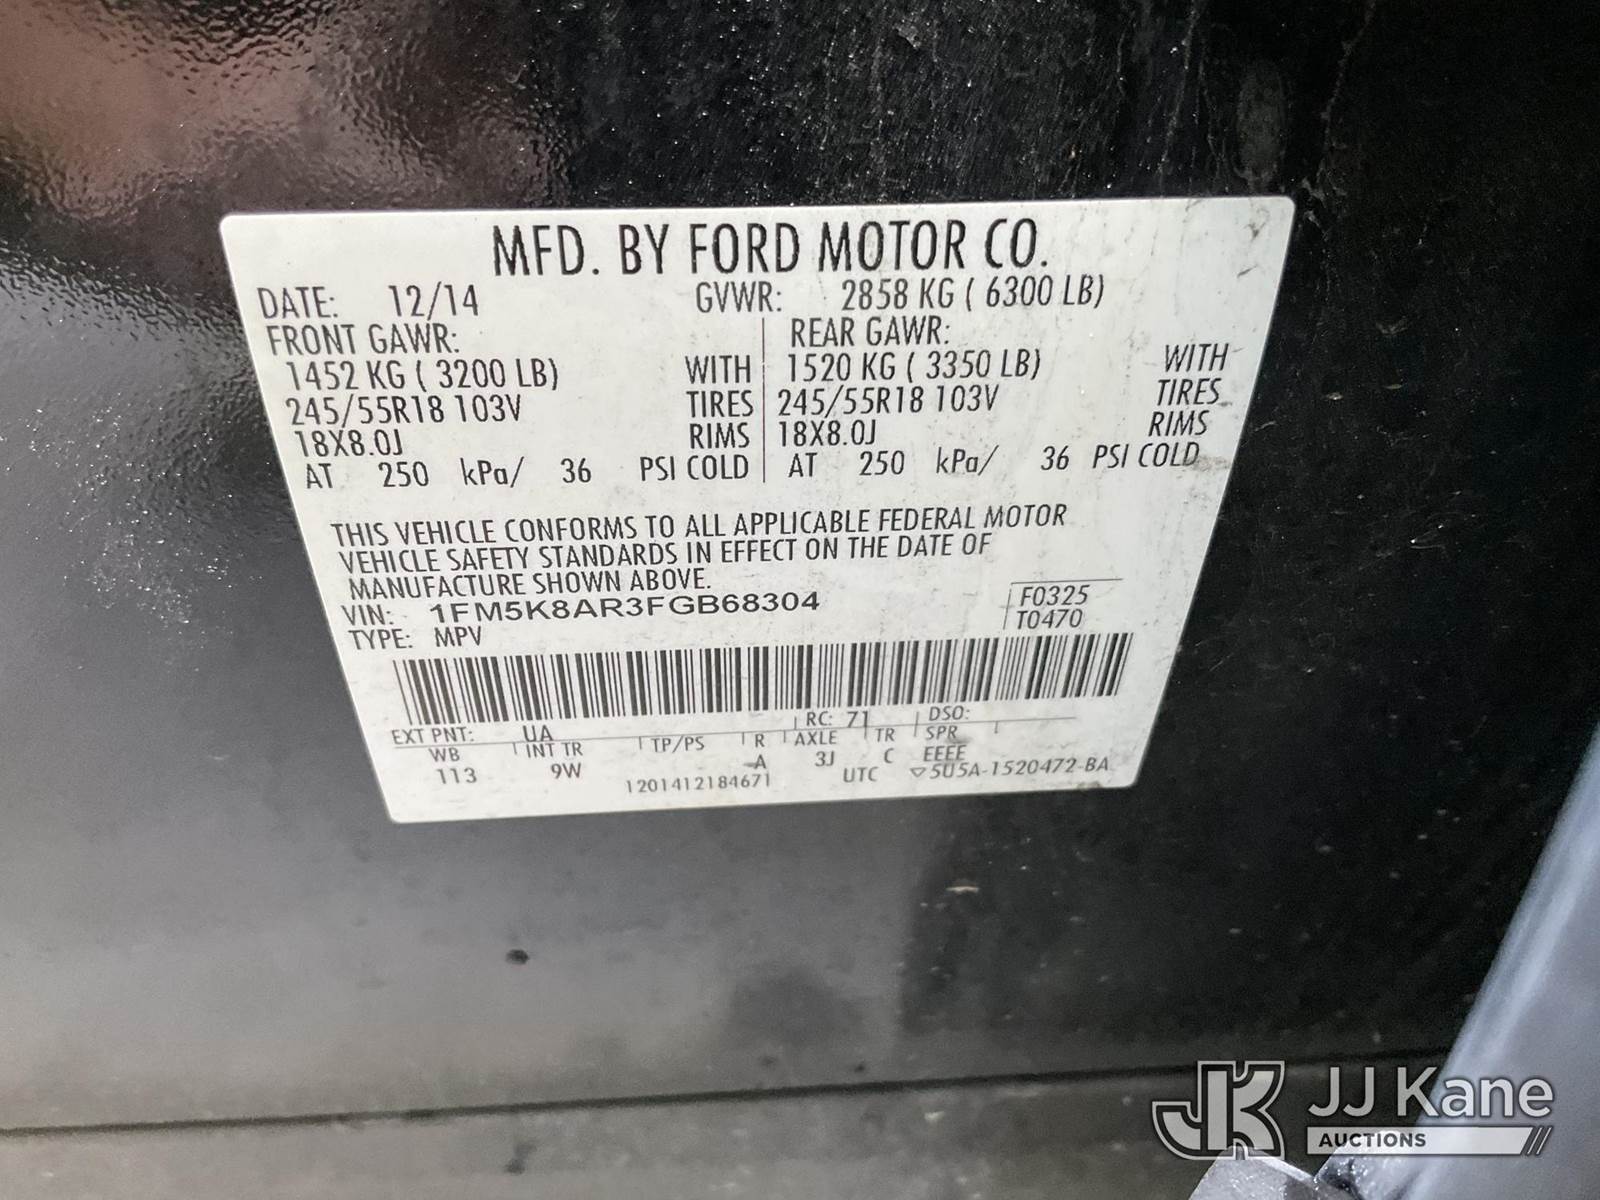 MFD. BY FORD MOTOR CO.
DATE: 12/14 GVWR: 2858 KG ( 6300 LB)
FRONT GAWR: REAR GAWR:
1452 KG ( 3200 LB) WITH 1520 KG ( 3350 LB) WITH
245/55R18 103V TIRES 245/55R18 103V TIRES
18X8.0J RIMS 18X8.0J RIMS
AT 250 kPa/ 36 PSI COLD AT 250 kPa/ 36 PSI COLD
THIS VEHICLE CONFORMS TO ALL APPLICABLE FEDERAL MOTOR
VEHICLE SAFETY STANDARDS IN EFFECT ON THE DATE OF
MANUFACTURE SHOWN ABOVE.
VIN: 1FM5K8AR3FGB68304 F0325
TYPE: MPV T0470
EXT PNT: UA RC: 71 DSO:
WB INT TR TP/PS R AXLE TR SPR
113 9W A 3J C EEEE
1201412184671 UTC ▽5U5A-1520472-BA
JK JJ Kane
AUCTIONS